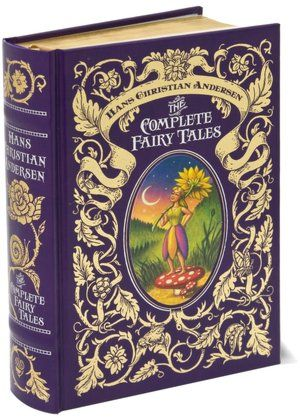 HANS CHRISTIAN ANDERSEN
THE
COMPLETE
FAIRY TALES
HANS
CHRISTIAN
ANDERSEN
THE
COMPLETE
FAIRY
TALES